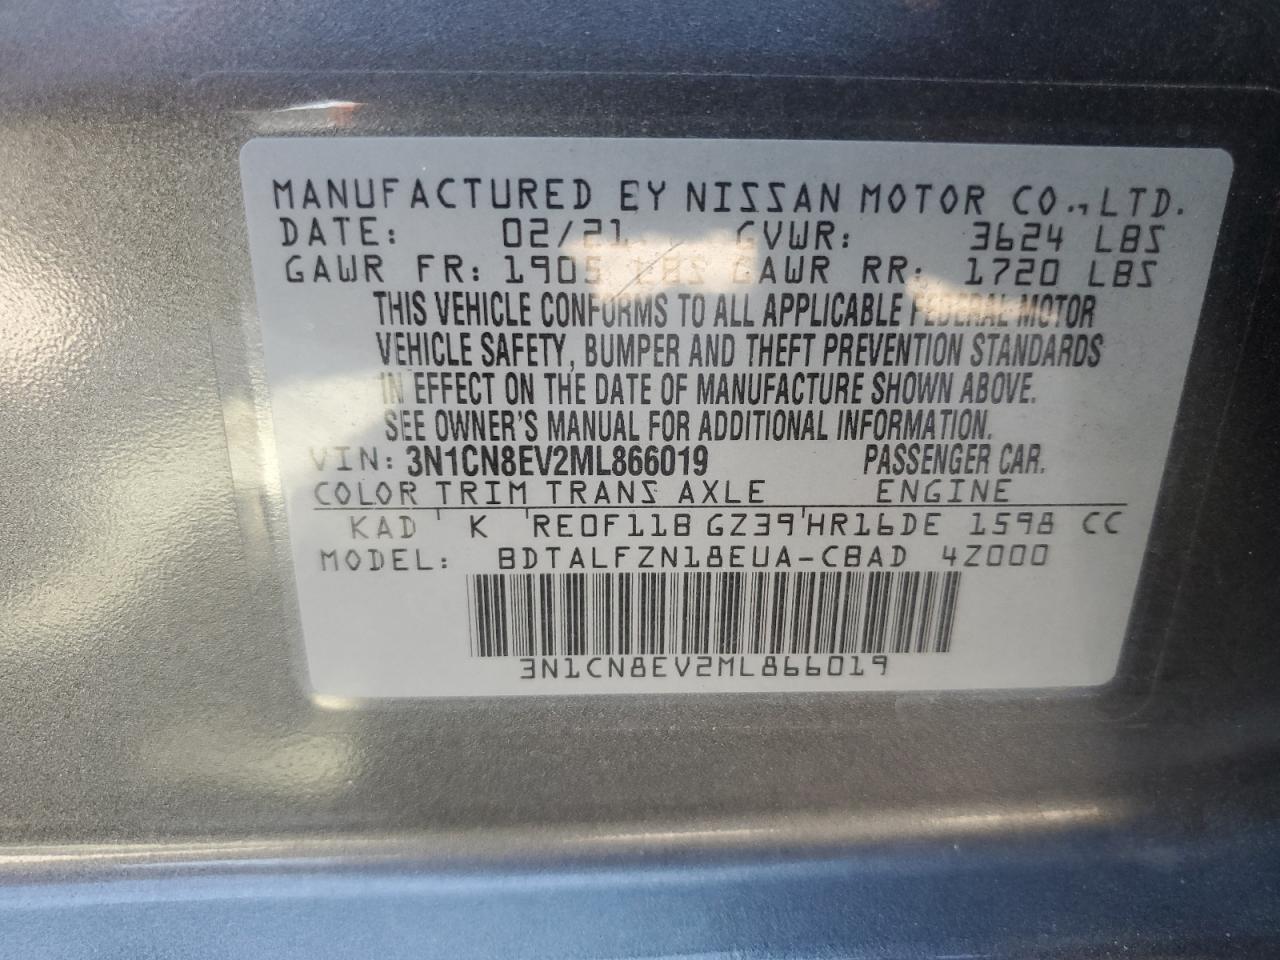 MANUFACTURED BY NISSAN MOTOR CO., LTD.
DATE: 02/21 GVWR: 3624 LBS
GAWR FR: 1905 LBS GAWR RR: 1720 LBS
THIS VEHICLE CONFORMS TO ALL APPLICABLE FEDERAL MOTOR
VEHICLE SAFETY, BUMPER AND THEFT PREVENTION STANDARDS
IN EFFECT ON THE DATE OF MANUFACTURE SHOWN ABOVE.
SEE OWNER'S MANUAL FOR ADDITIONAL INFORMATION.
VIN: 3N1CN8EV2ML866019 PASSENGER CAR.
COLOR TRIM TRANS AXLE ENGINE
KAD K RE0F11B GZ39 HR16DE 1598 CC
MODEL: BDTALFZN18EUA-CBAD 4Z000
3N1CN8EV2ML866019